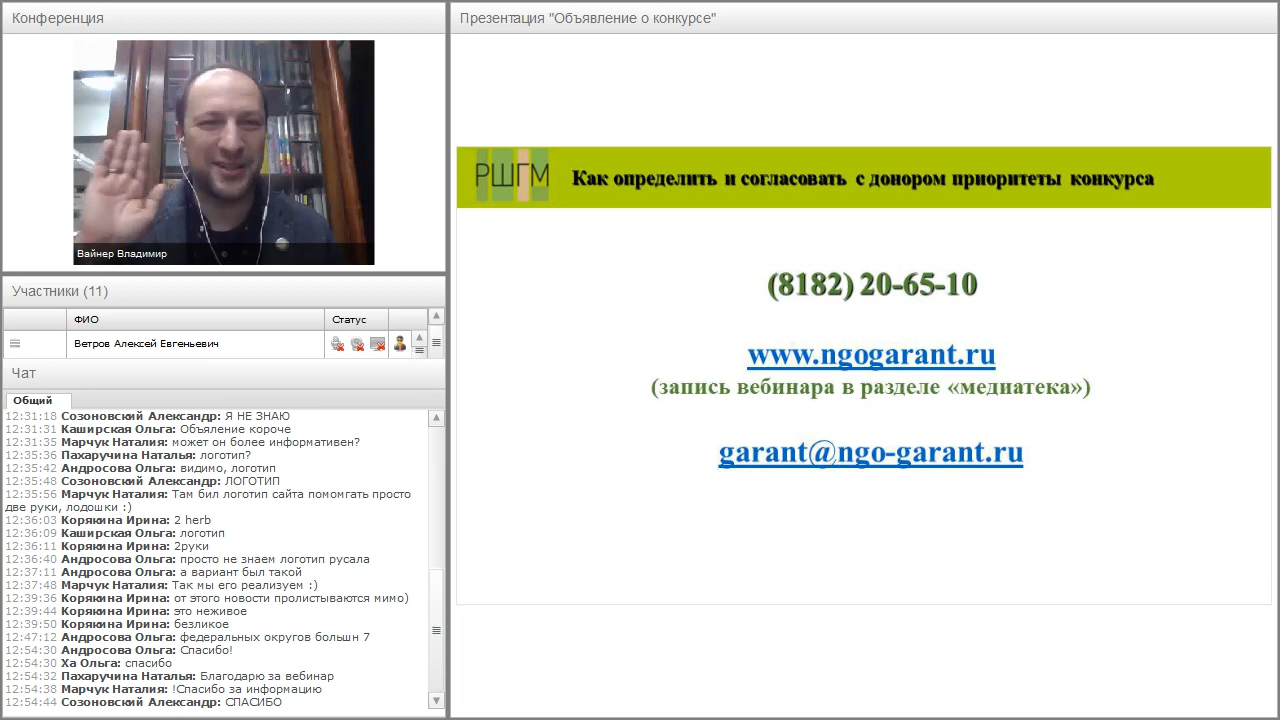 Конференция
Вайнер Владимир
Участники (11)
ФИО
Статус
Ветров Алексей Евгеньевич
Чат
Общий
12:31:18 Созоновский Александр: Я НЕ ЗНАЮ
12:31:31 Каширская Ольга: Объяление короче
12:31:35 Марчук Наталия: может он более информативен?
12:35:36 Пахаручина Наталья: логотип?
12:35:42 Андросова Ольга: видимо, логотип
12:35:48 Созоновский Александр: ЛОГОТИП
12:35:56 Марчук Наталия: Там бил логотип сайта помомгать просто
две руки, лодошки :)
12:36:03 Корякина Ирина: 2 herb
12:36:09 Каширская Ольга: логотип
12:36:11 Корякина Ирина: 2руки
12:36:40 Андросова Ольга: просто не знаем логотип русала
12:37:11 Андросова Ольга: а вариант был такой
12:37:48 Марчук Наталия: Так мы его реализуем :)
12:39:36 Корякина Ирина: от этого новости пролистываются мимо)
12:39:44 Корякина Ирина: это неживое
12:39:50 Корякина Ирина: безликое
12:47:12 Андросова Ольга: федеральных округов большн 7
12:54:30 Андросова Ольга: Спасибо!
12:54:30 Ха Ольга: спасибо
12:54:32 Пахаручина Наталья: Благодарю за вебинар
12:54:38 Марчук Наталия: !Спасибо за информацию
12:54:44 Созоновский Александр: СПАСИБО
Презентация "Объявление о конкурсе"
РШГМ
Как определить и согласовать с донором приоритеты конкурса
(8182) 20-65-10
www.ngogarant.ru
(запись вебинара в разделе «медиатека»)
garant@ngo-garant.ru